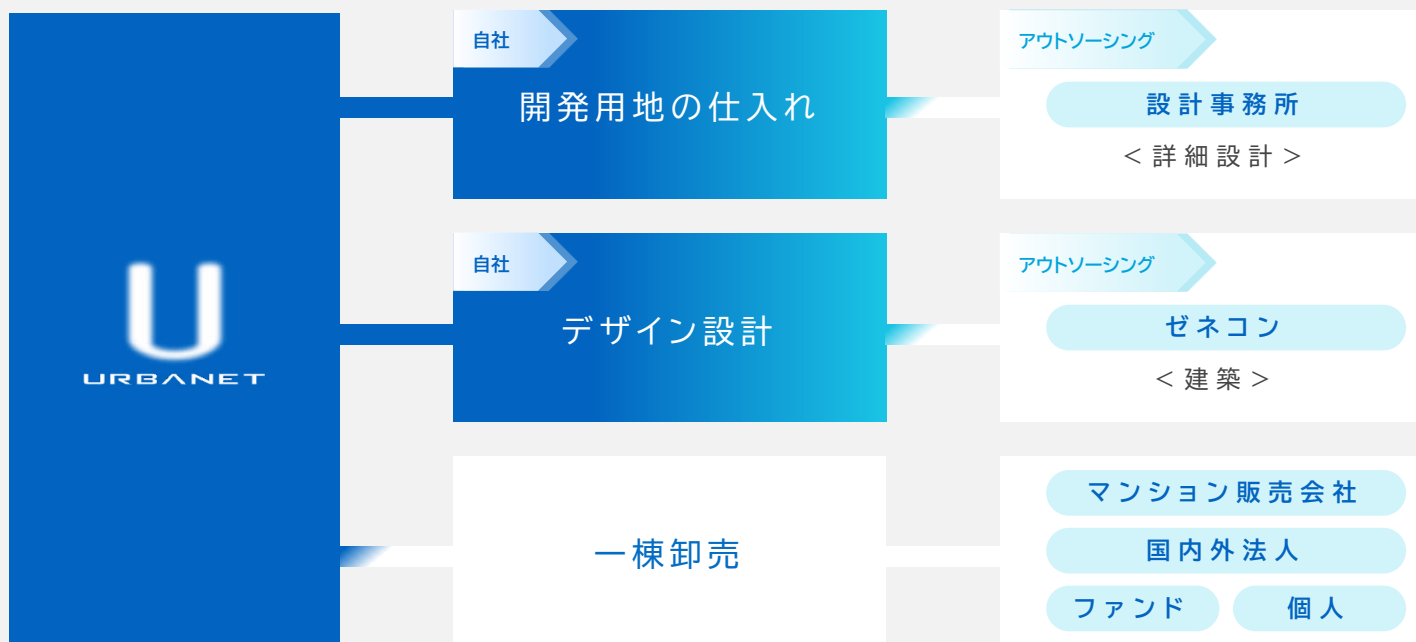 URBANET
自社
開発用地の仕入れ
アウトソーシング
設計事務所
＜詳細設計＞
自社
デザイン設計
アウトソーシング
ゼネコン
＜建築＞
一棟卸売
マンション販売会社
国内外法人
ファンド 個人